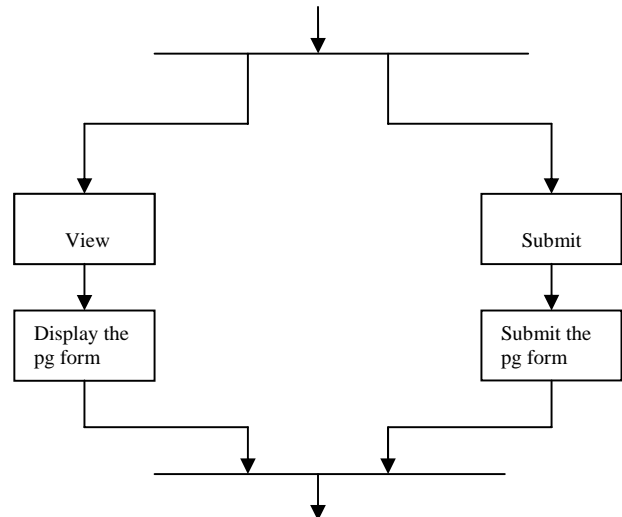 View
Submit
Display the
pg form
Submit the
pg form